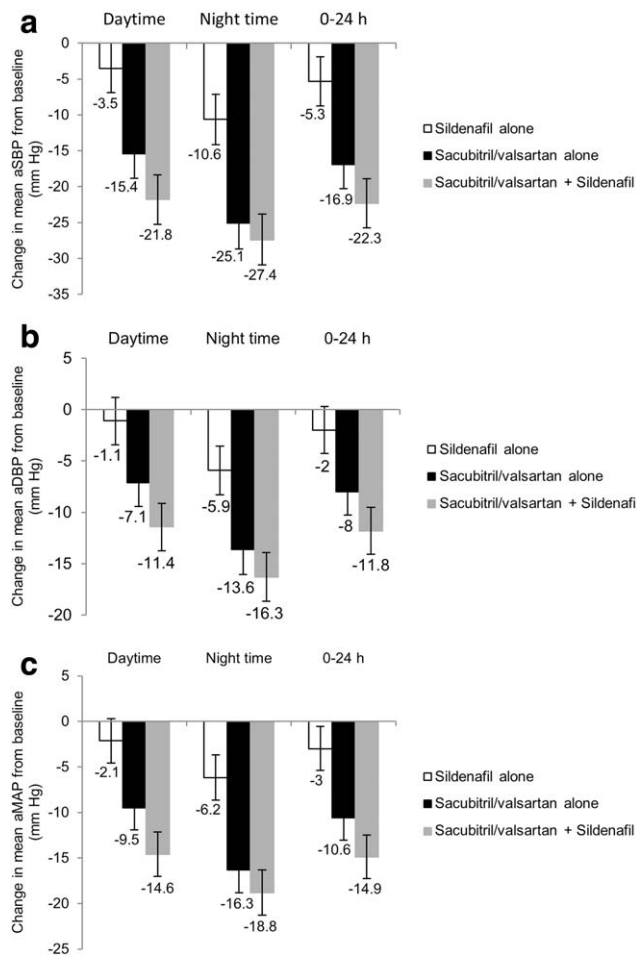 a
Daytime Night time 0-24 h
0
-5
-10
-15
-20
-25
-30
-35
Change in mean aSBP from baseline
(mm Hg)
-3.5
-15.4
-21.8
-10.6
-25.1
-27.4
-5.3
-16.9
-22.3
Sildenafil alone
Sacubitril/valsartan alone
Sacubitril/valsartan + Sildenafil
b
Daytime Night time 0-24 h
5
0
-5
-10
-15
-20
Change in mean aDBP from baseline
(mm Hg)
-1.1
-7.1
-11.4
-5.9
-13.6
-16.3
-2
-8
-11.8
Sildenafil alone
Sacubitril/valsartan alone
Sacubitril/valsartan + Sildenafi
c
Daytime Night time 0-24 h
5
0
-5
-10
-15
-20
-25
Change in mean aMAP from baseline
(mm Hg)
-2.1
-9.5
-14.6
-6.2
-16.3
-18.8
-3
-10.6
-14.9
Sildenafil alone
Sacubitril/valsartan alone
Sacubitril/valsartan + Sildenafil